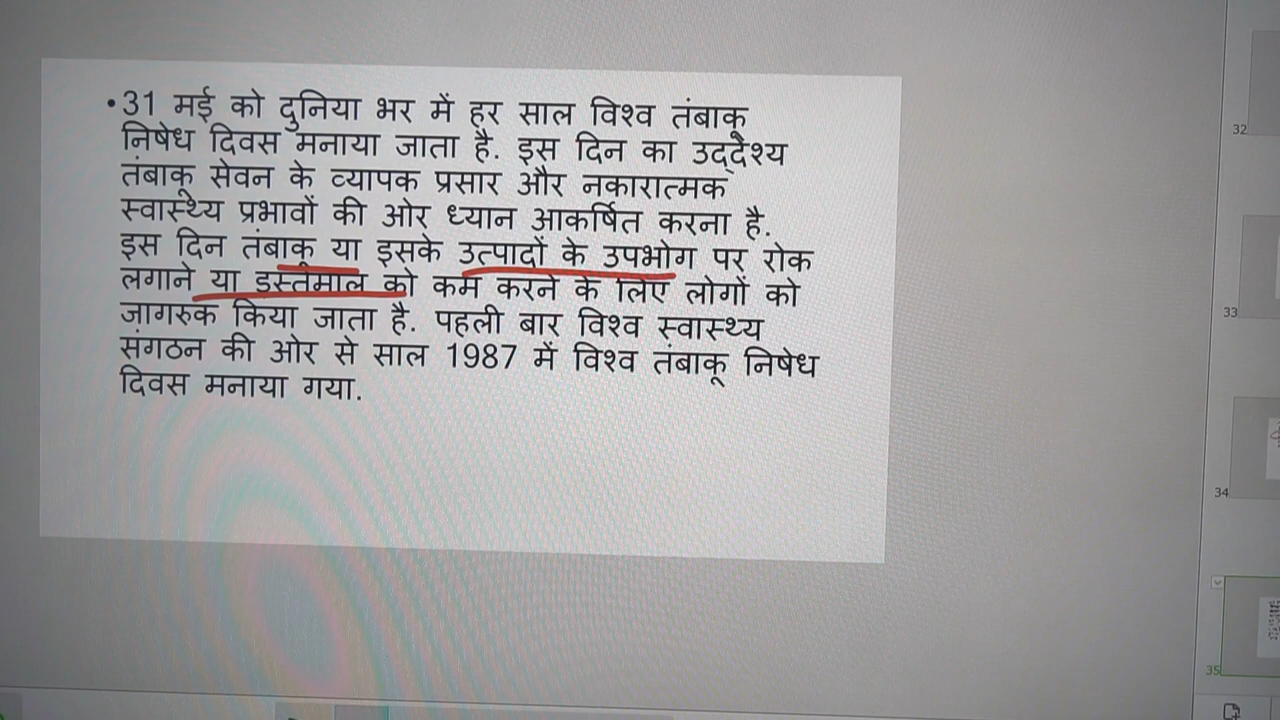 •31 मई को दुनिया भर में हर साल विश्व तंबाकू
निषेध दिवस मनाया जाता है. इस दिन का उद्देश्य
तंबाकू सेवन के व्यापक प्रसार और नकारात्मक
स्वास्थ्य प्रभावों की ओर ध्यान आकर्षित करना है.
इस दिन तंबाकू या इसके उत्पादों के उपभोग पर रोक
लगाने या इस्तेमाल को कम करने के लिए लोगों को
जागरुक किया जाता है. पहली बार विश्व स्वास्थ्य
संगठन की ओर से साल 1987 में विश्व तंबाकू निषेध
दिवस मनाया गया.
32
33
34
35